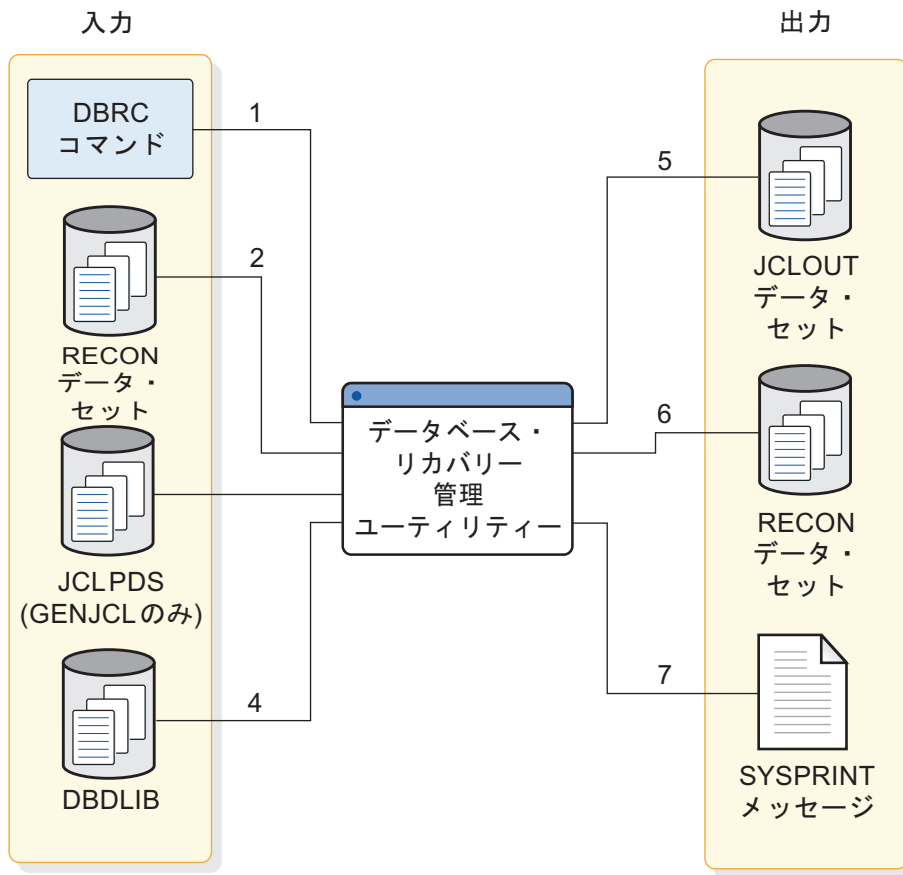 入力
DBRC
コマンド
RECON
データ・
セット
JCLPDS
(GENJCLのみ)
DBDLIB
1
2
4
データベース・
リカバリー
管理
ユーティリティー
出力
5
6
7
JCLOUT
データ・
セット
RECON
データ・
セット
SYSPRINT
メッセージ